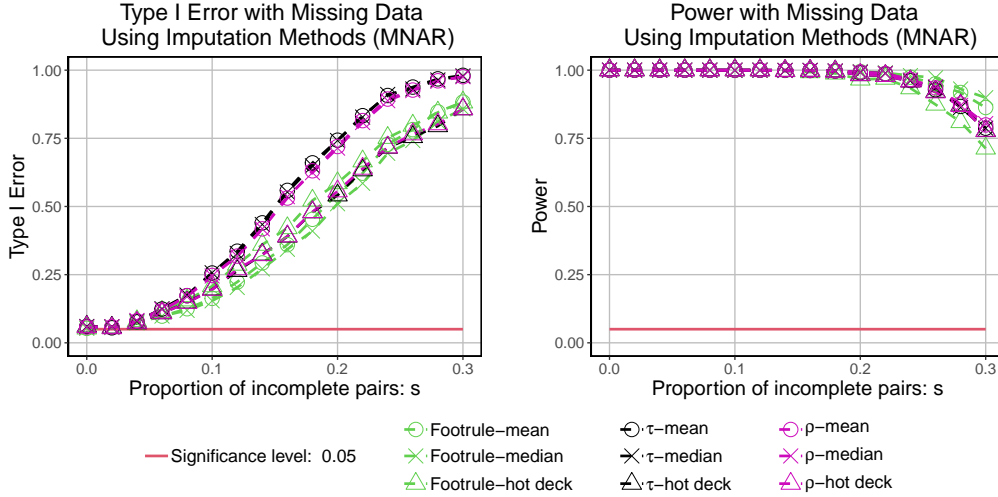 Type I Error with Missing Data
Using Imputation Methods (MNAR)
Type I Error
1.00
0.75
0.50
0.25
0.00
0.0
0.1
0.2
0.3
Proportion of incomplete pairs: s
Power with Missing Data
Using Imputation Methods (MNAR)
Power
1.00
0.75
0.50
0.25
0.00
0.0
0.1
0.2
0.3
Proportion of incomplete pairs: s
Significance level: 0.05
Footrule−mean
Footrule−median
Footrule−hot deck
τ−mean
τ−median
τ−hot deck
ρ−mean
ρ−median
ρ−hot deck